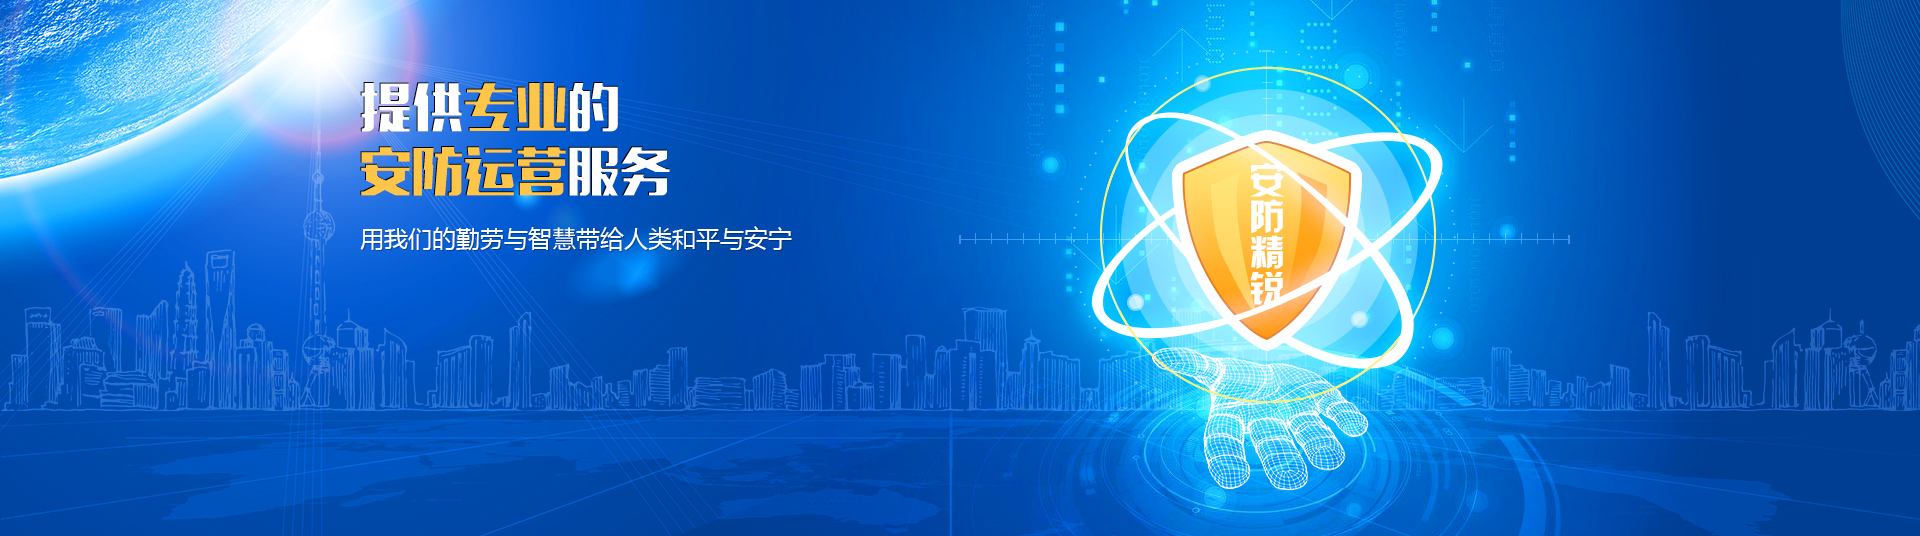 提供专业的
安防运营服务
用我们的勤劳与智慧带给人类和平与安宁
安防精锐